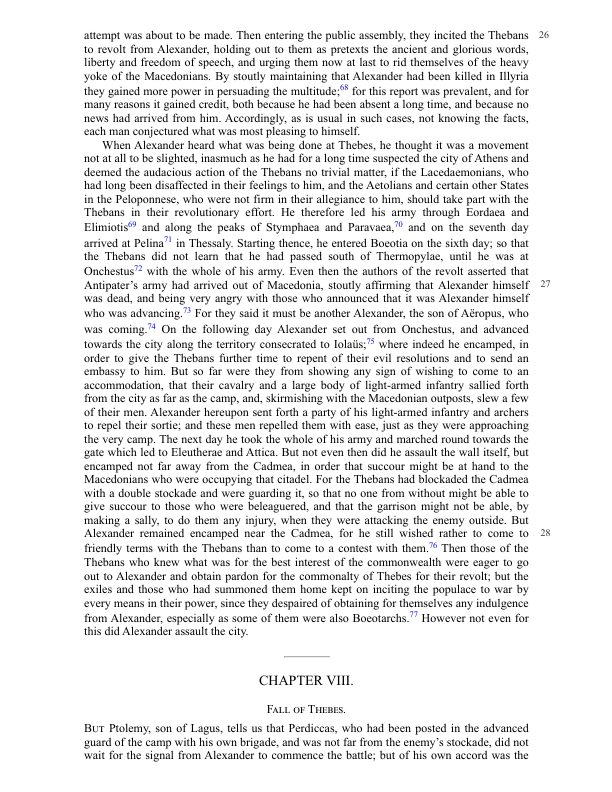 attempt was about to be made. Then entering the public assembly, they incited the Thebans 26
to revolt from Alexander, holding out to them as pretexts the ancient and glorious words,
liberty and freedom of speech, and urging them now at last to rid themselves of the heavy
yoke of the Macedonians. By stoutly maintaining that Alexander had been killed in Illyria
they gained more power in persuading the multitude;68 for this report was prevalent, and for
many reasons it gained credit, both because he had been absent a long time, and because no
news had arrived from him. Accordingly, as is usual in such cases, not knowing the facts,
each man conjectured what was most pleasing to himself.
When Alexander heard what was being done at Thebes, he thought it was a movement
not at all to be slighted, inasmuch as he had for a long time suspected the city of Athens and
deemed the audacious action of the Thebans no trivial matter, if the Lacedaemonians, who
had long been disaffected in their feelings to him, and the Aetolians and certain other States
in the Peloponnese, who were not firm in their allegiance to him, should take part with the
Thebans in their revolutionary effort. He therefore led his army through Eordaea and
Elimiotis69 and along the peaks of Stymphaea and Paravaea,70 and on the seventh day
arrived at Pelina71 in Thessaly. Starting thence, he entered Boeotia on the sixth day; so that
the Thebans did not learn that he had passed south of Thermopylae, until he was at
Onchestus72 with the whole of his army. Even then the authors of the revolt asserted that
Antipater's army had arrived out of Macedonia, stoutly affirming that Alexander himself 27
was dead, and being very angry with those who announced that it was Alexander himself
who was advancing.73 For they said it must be another Alexander, the son of Aëropus, who
was coming.74 On the following day Alexander set out from Onchestus, and advanced
towards the city along the territory consecrated to Iolaüs;75 where indeed he encamped, in
order to give the Thebans further time to repent of their evil resolutions and to send an
embassy to him. But so far were they from showing any sign of wishing to come to an
accommodation, that their cavalry and a large body of light-armed infantry sallied forth
from the city as far as the camp, and, skirmishing with the Macedonian outposts, slew a few
of their men. Alexander hereupon sent forth a party of his light-armed infantry and archers
to repel their sortie; and these men repelled them with ease, just as they were approaching
the very camp. The next day he took the whole of his army and marched round towards the
gate which led to Eleutherae and Attica. But not even then did he assault the wall itself, but
encamped not far away from the Cadmea, in order that succour might be at hand to the
Macedonians who were occupying that citadel. For the Thebans had blockaded the Cadmea
with a double stockade and were guarding it, so that no one from without might be able to
give succour to those who were beleaguered, and that the garrison might not be able, by
making a sally, to do them any injury, when they were attacking the enemy outside. But
Alexander remained encamped near the Cadmea, for he still wished rather to come to 28
friendly terms with the Thebans than to come to a contest with them.76 Then those of the
Thebans who knew what was for the best interest of the commonwealth were eager to go
out to Alexander and obtain pardon for the commonalty of Thebes for their revolt; but the
exiles and those who had summoned them home kept on inciting the populace to war by
every means in their power, since they despaired of obtaining for themselves any indulgence
from Alexander, especially as some of them were also Boeotarchs.77 However not even for
this did Alexander assault the city.
CHAPTER VIII.
FALL OF THEBES.
BUT Ptolemy, son of Lagus, tells us that Perdiccas, who had been posted in the advanced
guard of the camp with his own brigade, and was not far from the enemy's stockade, did not
wait for the signal from Alexander to commence the battle; but of his own accord was the